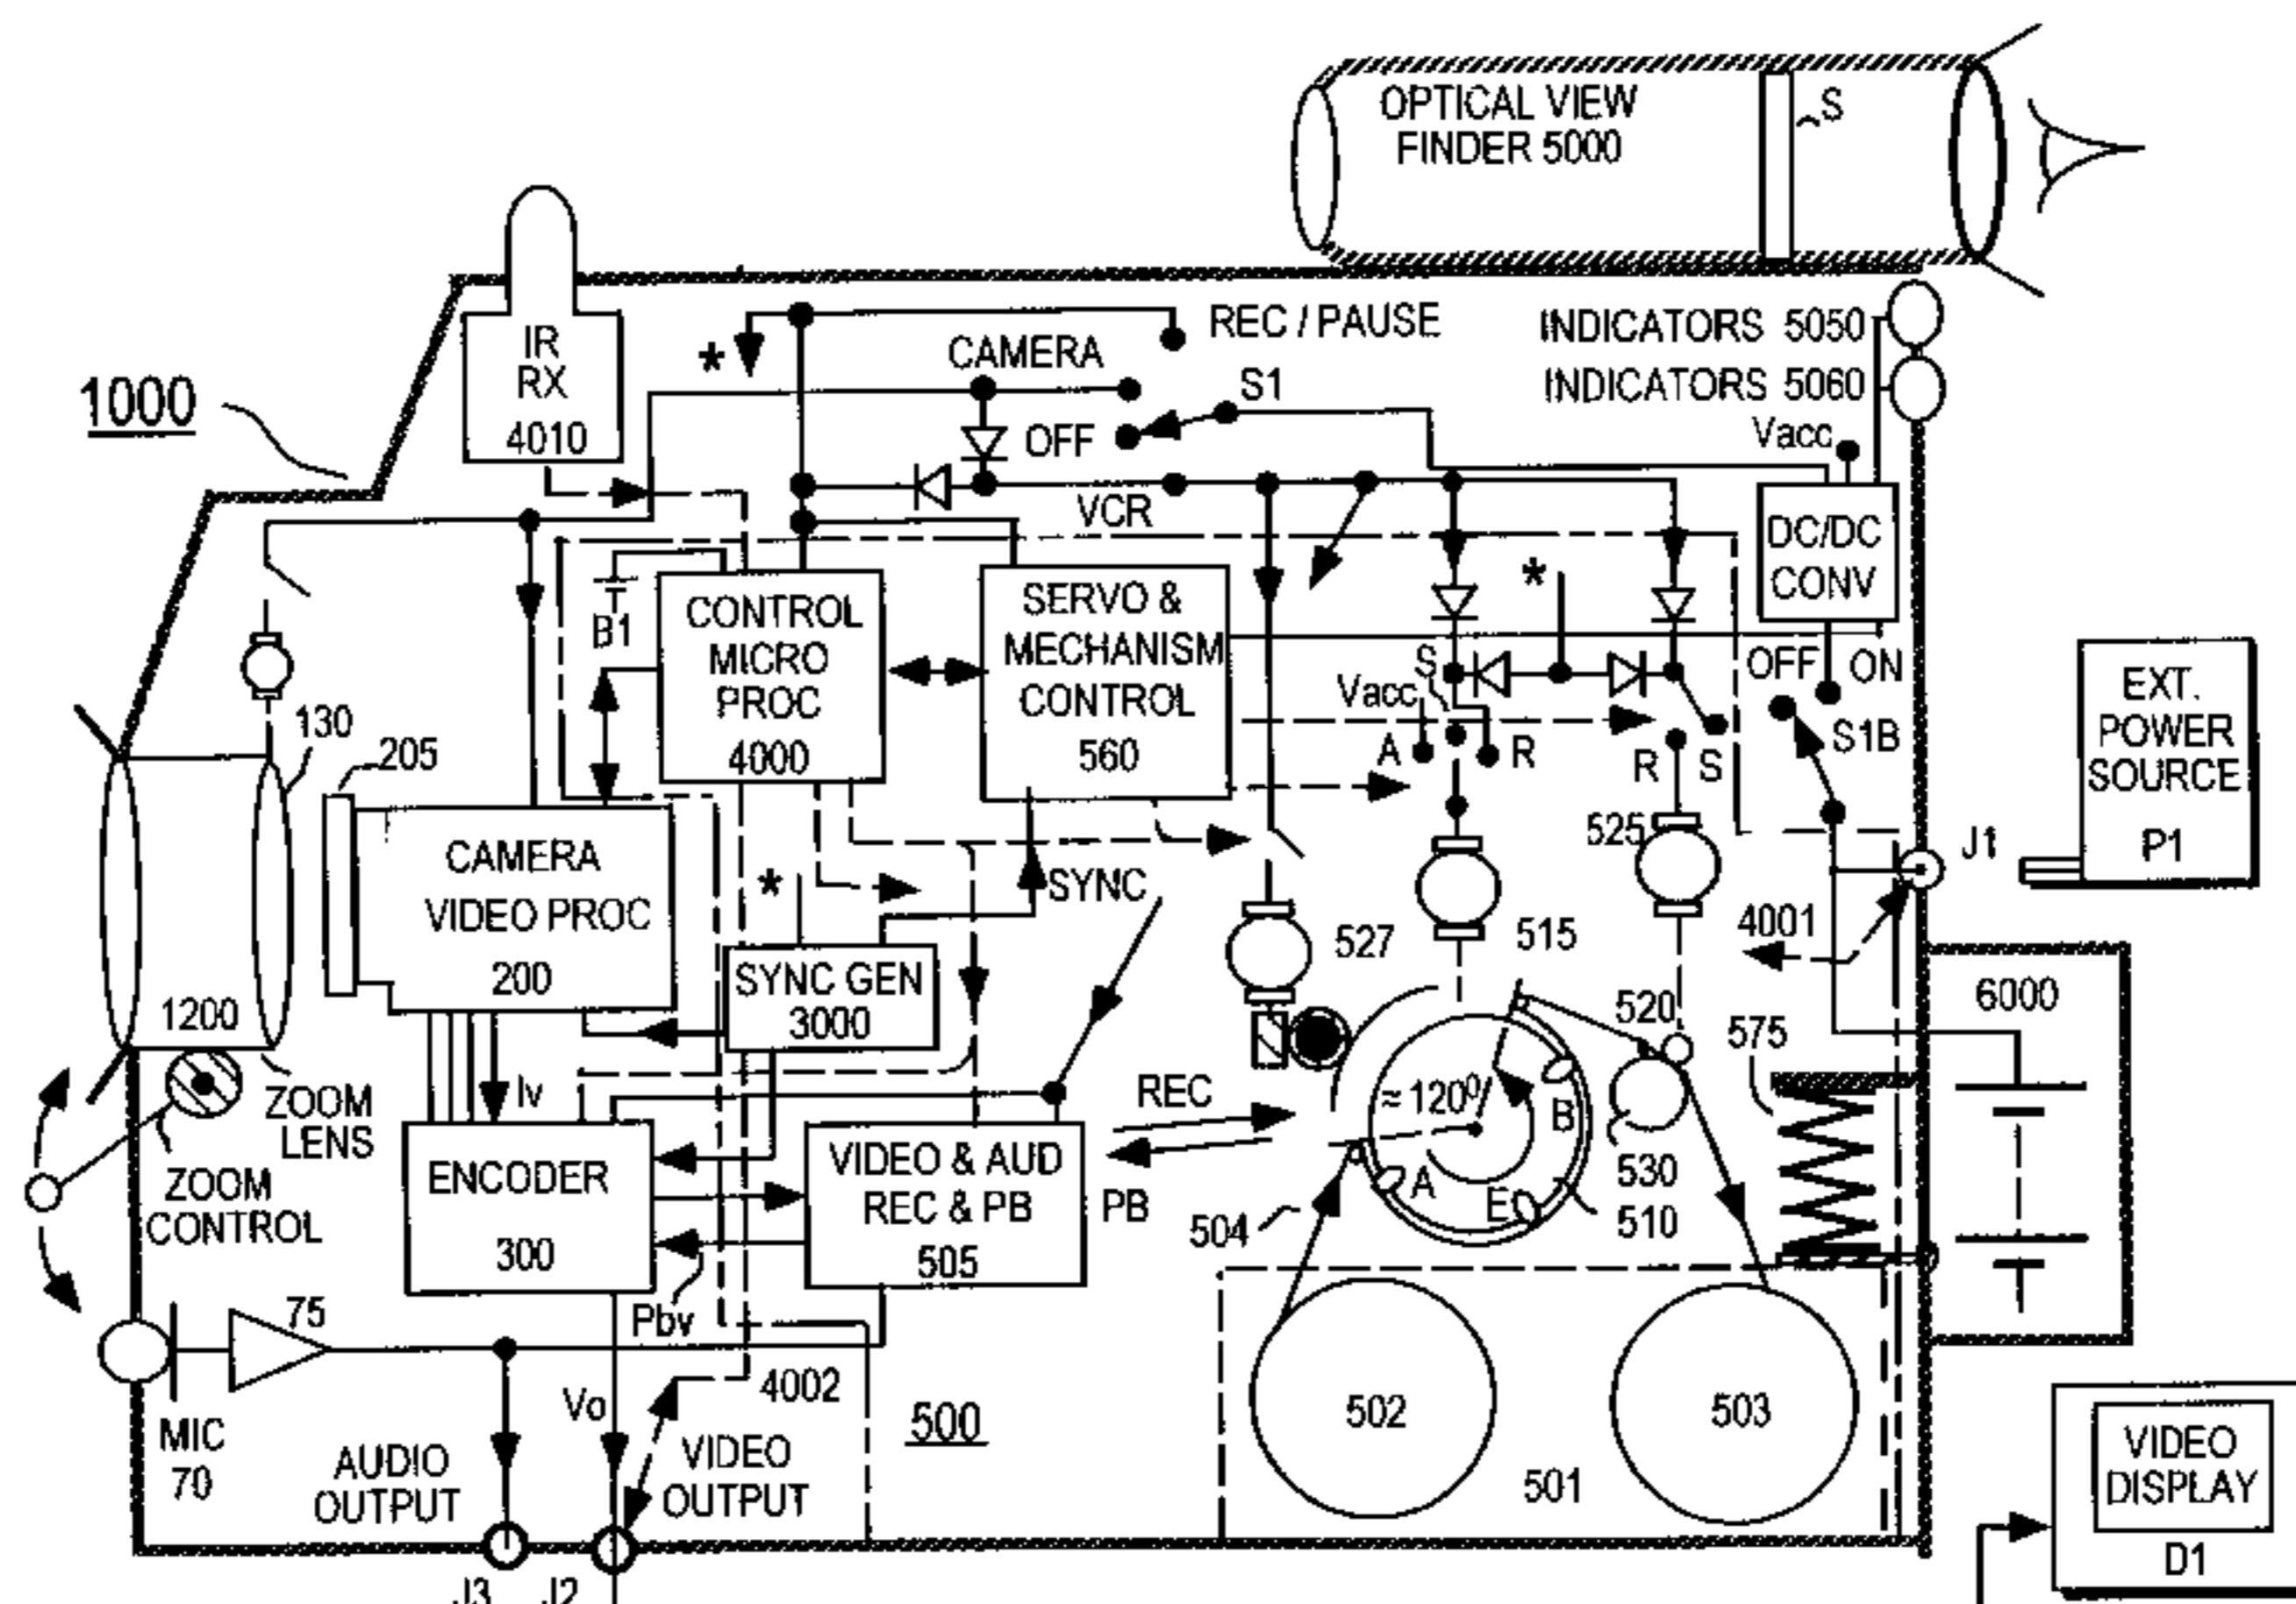 OPTICAL VIEW
FINDER 5000
S
IR
RX
4010
1000
*
REC / PAUSE
CAMERA
S1
OFF
VCR
INDICATORS 5050
INDICATORS 5060
Vacc
DC/DC
CONV
B1
CONTROL
MICRO
PROC
4000
SERVO &
MECHANISM
CONTROL
560
*
S
Vacc
A
R
R
S
OFF
ON
S1B
EXT.
POWER
SOURCE
P1
J1
130
205
CAMERA
VIDEO PROC
200
*
SYNC
SYNC GEN
3000
527
515
525
4001
6000
1200
ZOOM
LENS
ZOOM
CONTROL
Iv
ENCODER
300
VIDEO & AUD
REC & PB
505
REC
PB
≈ 120⁰
A
B
E
520
530
510
504
575
Pbv
75
MIC
70
AUDIO
OUTPUT
Vo
4002
VIDEO
OUTPUT
500
502
503
501
VIDEO
DISPLAY
D1
J3
J2